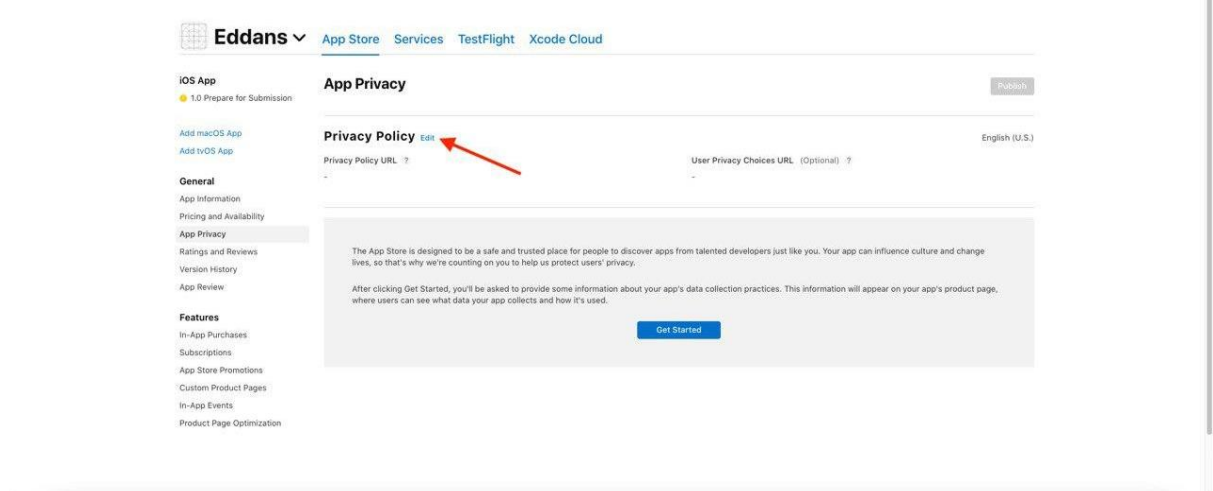 Eddans
App Store Services TestFlight Xcode Cloud
iOS App
1.0 Prepare for Submission
Add macOS App
Add tvOS App
General
App Information
Pricing and Availability
App Privacy
Ratings and Reviews
Version History
App Review
Features
In-App Purchases
Subscriptions
App Store Promotions
Custom Product Pages
In-App Events
Product Page Optimization
App Privacy
Publish
Privacy Policy Edit
English (U.S.)
Privacy Policy URL ?
-
User Privacy Choices URL (Optional) ?
-
The App Store is designed to be a safe and trusted place for people to discover apps from talented developers just like you. Your app can influence culture and change
lives, so that's why we're counting on you to help us protect users' privacy.
After clicking Get Started, you'll be asked to provide some information about your app's data collection practices. This information will appear on your app's product page,
where users can see what data your app collects and how it's used.
Get Started